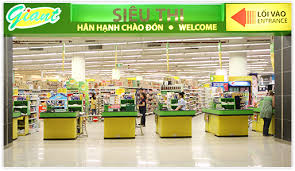 Giant
SIÊU THỊ
HÂN HẠNH CHÀO ĐÓN • WELCOME
LỐI VÀO
ENTRANCE